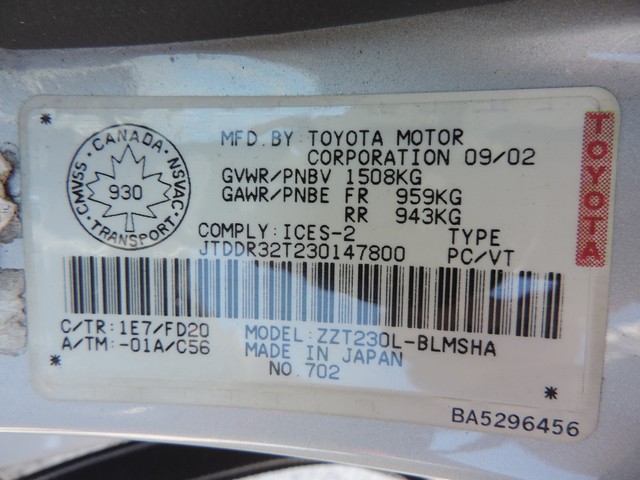 CMVSS · CANADA · NSVAC · TRANSPORT ·
930
MFD.BY TOYOTA MOTOR
CORPORATION 09/02
GVWR/PNBV 1508KG
GAWR/PNBE FR 959KG
RR 943KG
COMPLY:ICES-2 TYPE
JTDDR32T230147800 PC/VT
C/TR:1E7/FD20 MODEL:ZZT230L-BLMSHA
A/TM:-01A/C56 MADE IN JAPAN
NO.702
BA5296456
TOYOTA